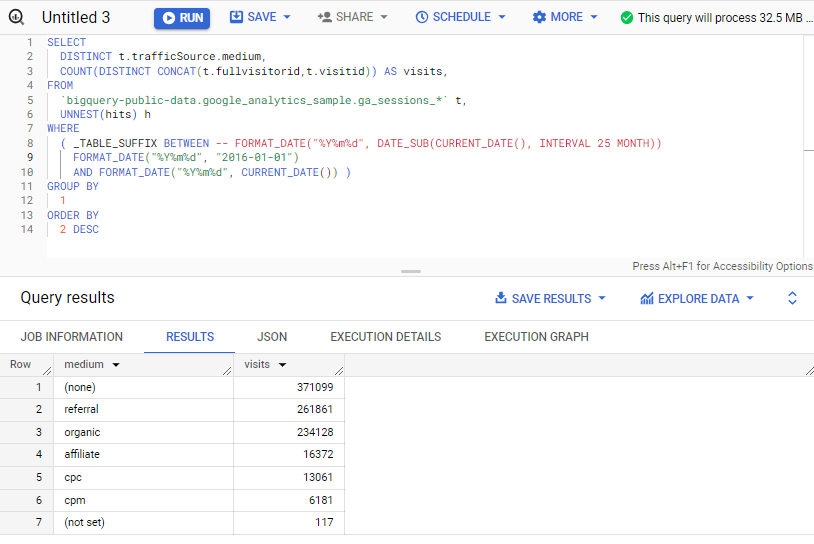 Untitled 3 RUN SAVE SHARE SCHEDULE MORE This query will process 32.5 MB ...
1 SELECT
2 DISTINCT t.trafficSource.medium,
3 COUNT(DISTINCT CONCAT(t.fullvisitorid,t.visitid)) AS visits,
4 FROM
5 `bigquery-public-data.google_analytics_sample.ga_sessions_*` t,
6 UNNEST(hits) h
7 WHERE
8 ( _TABLE_SUFFIX BETWEEN -- FORMAT_DATE("%Y%m%d", DATE_SUB(CURRENT_DATE(), INTERVAL 25 MONTH))
9 FORMAT_DATE("%Y%m%d", "2016-01-01")
10 AND FORMAT_DATE("%Y%m%d", CURRENT_DATE()) )
11 GROUP BY
12 1
13 ORDER BY
14 2 DESC
Press Alt+F1 for Accessibility Options
Query results SAVE RESULTS EXPLORE DATA
JOB INFORMATION RESULTS JSON EXECUTION DETAILS EXECUTION GRAPH
Row medium visits
1 (none) 371099
2 referral 261861
3 organic 234128
4 affiliate 16372
5 cpc 13061
6 cpm 6181
7 (not set) 117